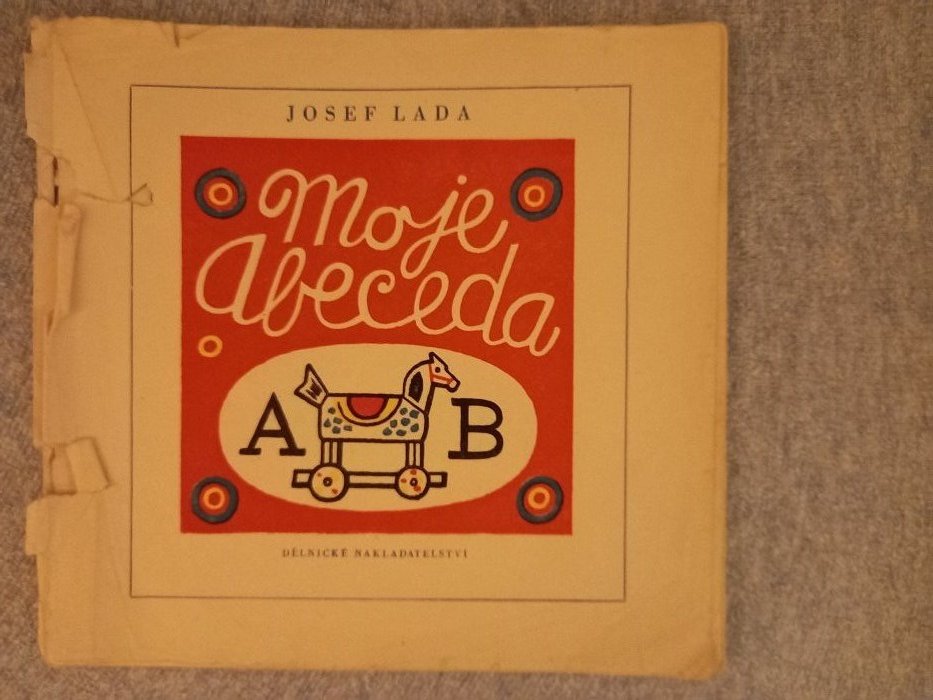 JOSEF LADA
Moje
Abeceda
A B
DĚLNICKÉ NAKLADATELSTVÍ